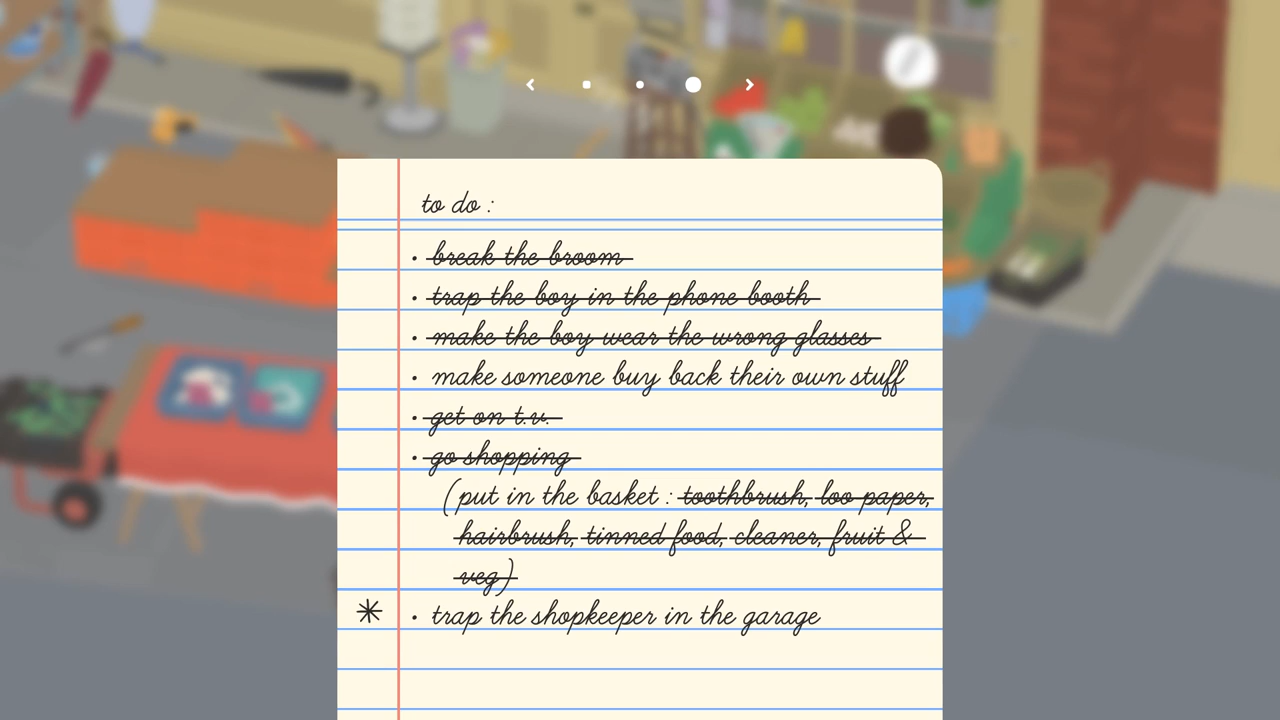 to do :
• break the broom
• trap the boy in the phone booth
• make the boy wear the wrong glasses
• make someone buy back their own stuff
• get on t.v.
• go shopping
(put in the basket : toothbrush, loo paper,
hairbrush, tinned food, cleaner, fruit &
veg)
* • trap the shopkeeper in the garage